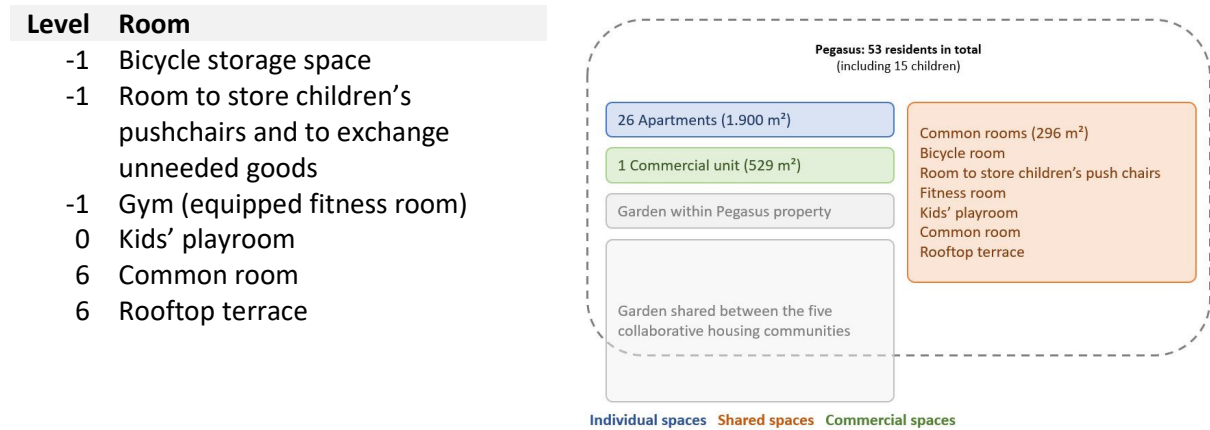 Level Room
-1 Bicycle storage space
-1 Room to store children's
pushchairs and to exchange
unneeded goods
-1 Gym (equipped fitness room)
0 Kids' playroom
6 Common room
6 Rooftop terrace
Pegasus: 53 residents in total
(including 15 children)
26 Apartments (1.900 m²)
1 Commercial unit (529 m²)
Garden within Pegasus property
Garden shared between the five
collaborative housing communities
Common rooms (296 m²)
Bicycle room
Room to store children's push chairs
Fitness room
Kids' playroom
Common room
Rooftop terrace
Individual spaces Shared spaces Commercial spaces